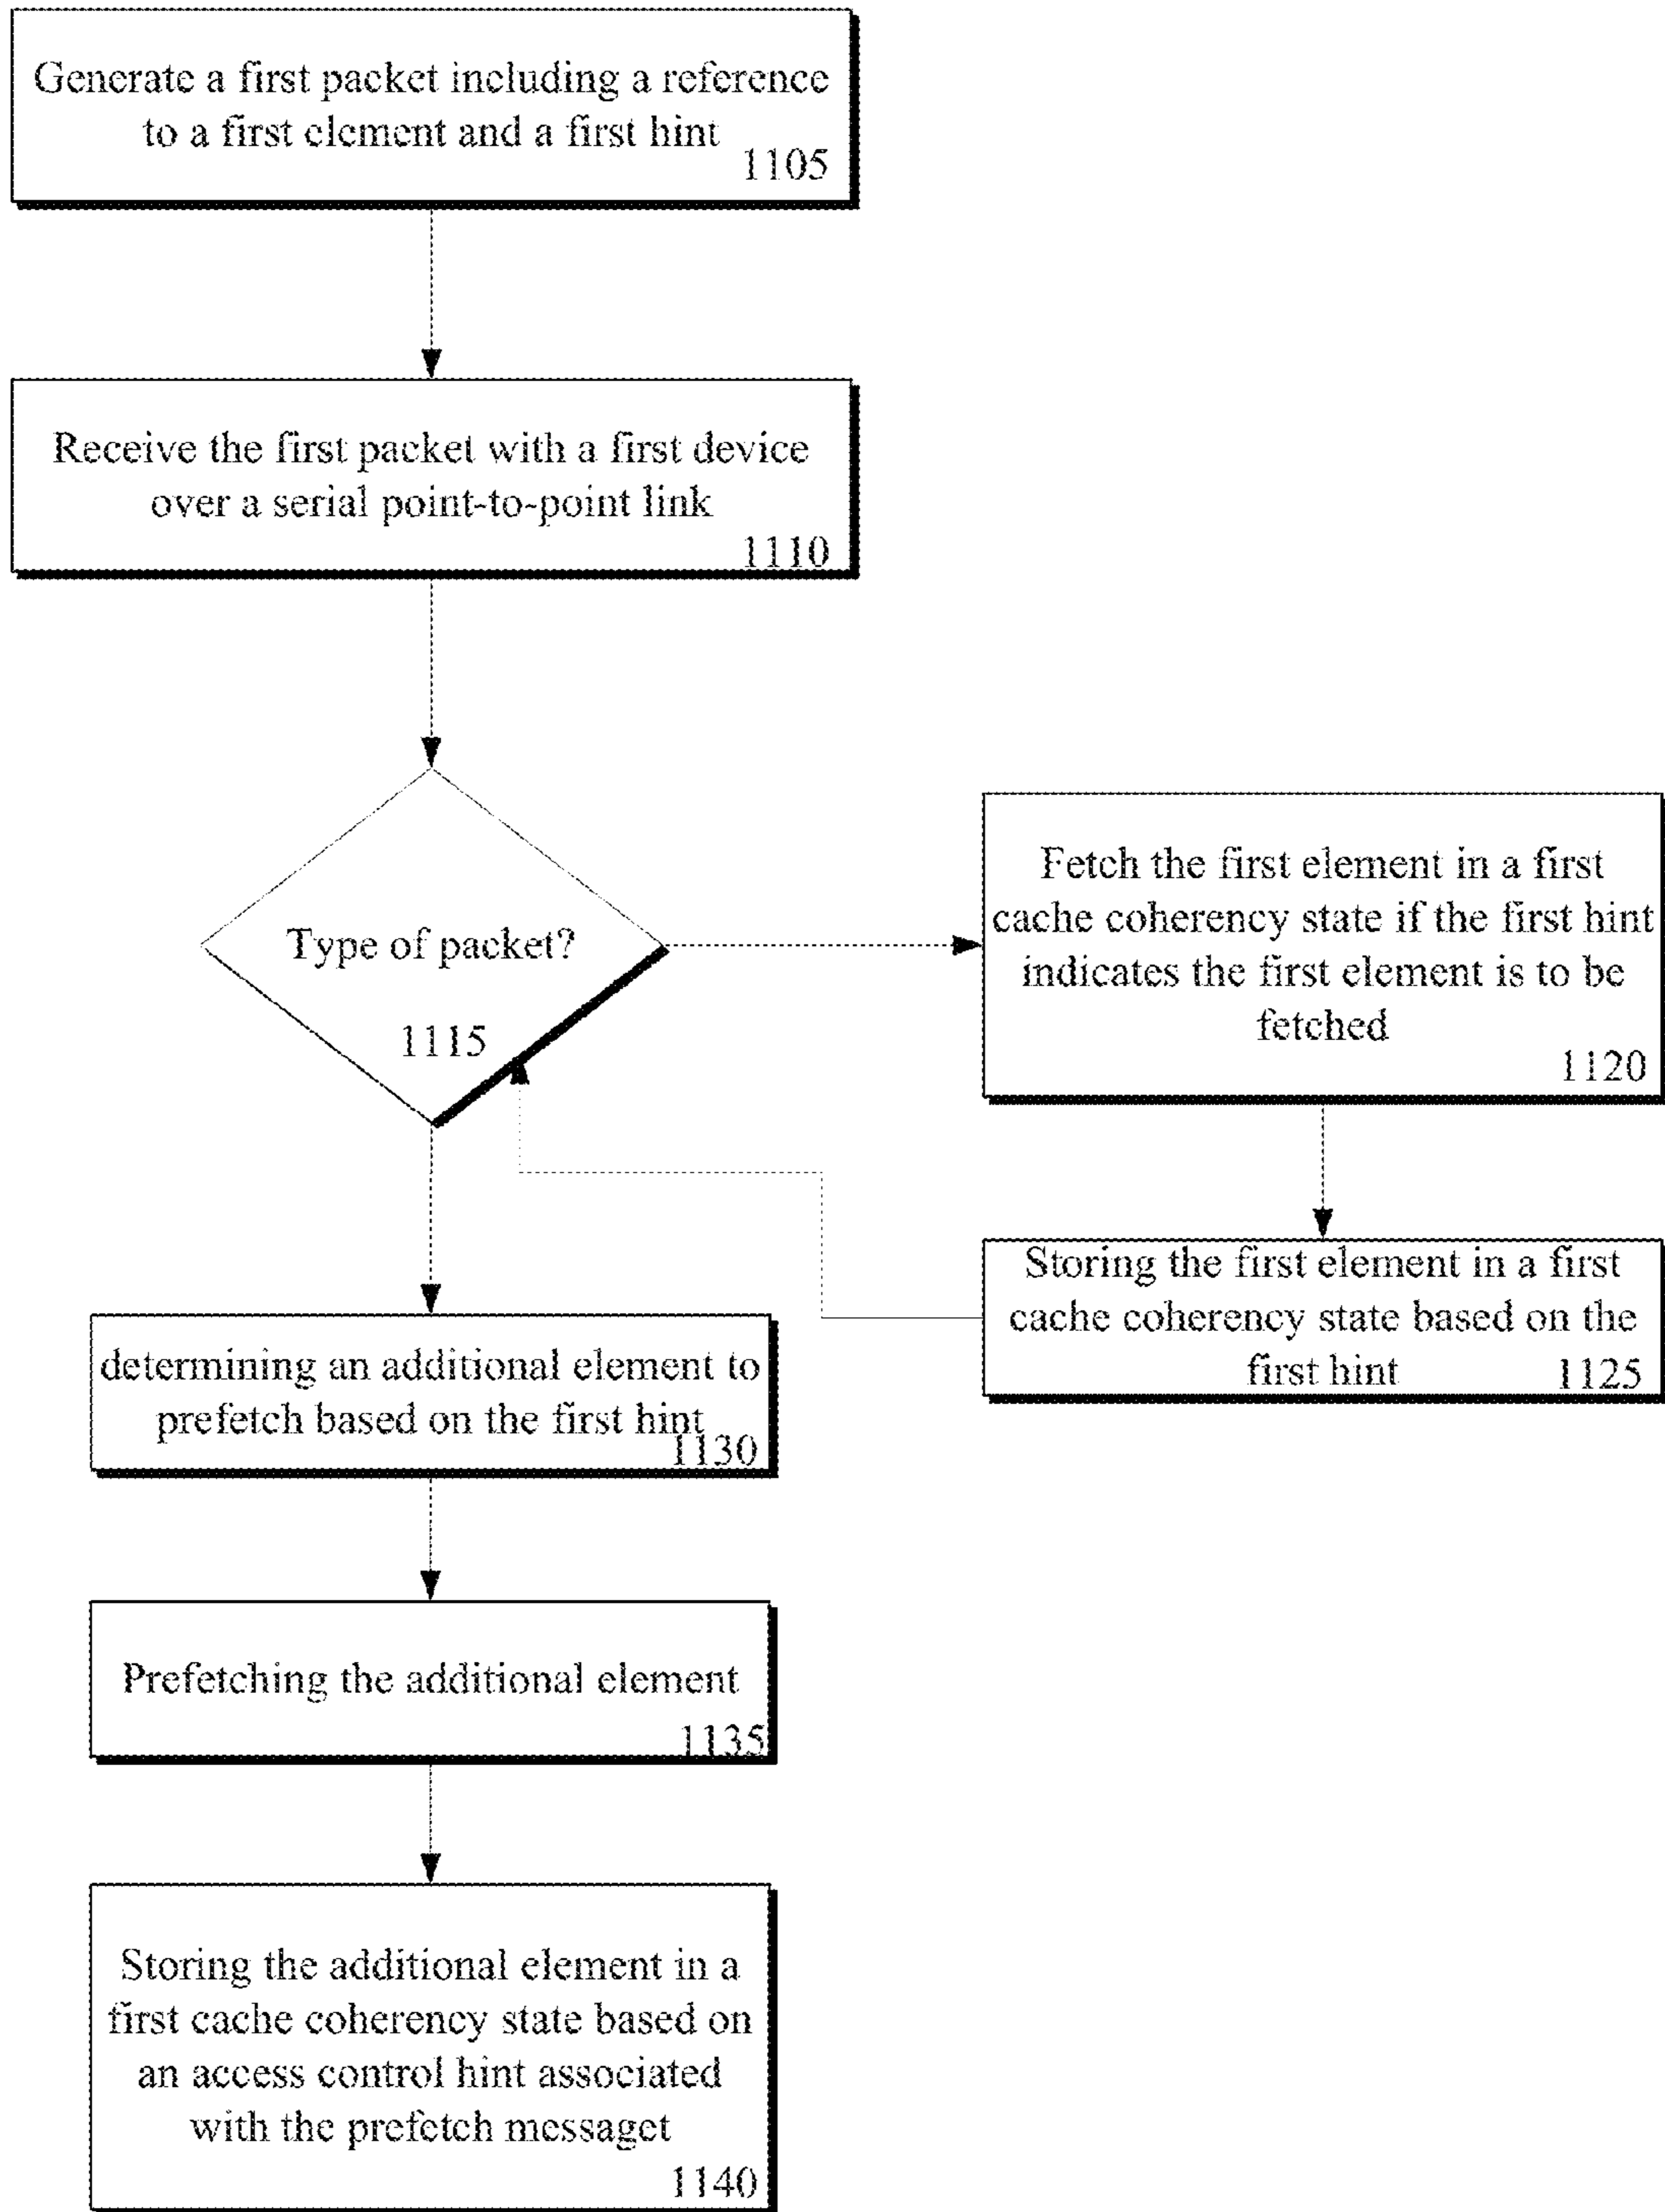 Generate a first packet including a reference
to a first element and a first hint
1105
Receive the first packet with a first device
over a serial point-to-point link
1110
Type of packet?
1115
Fetch the first element in a first
cache coherency state if the first hint
indicates the first element is to be
fetched
1120
Storing the first element in a first
cache coherency state based on the
first hint 1125
determining an additional element to
prefetch based on the first hint
1130
Prefetching the additional element
1135
Storing the additional element in a
first cache coherency state based on
an access control hint associated
with the prefetch messaget
1140